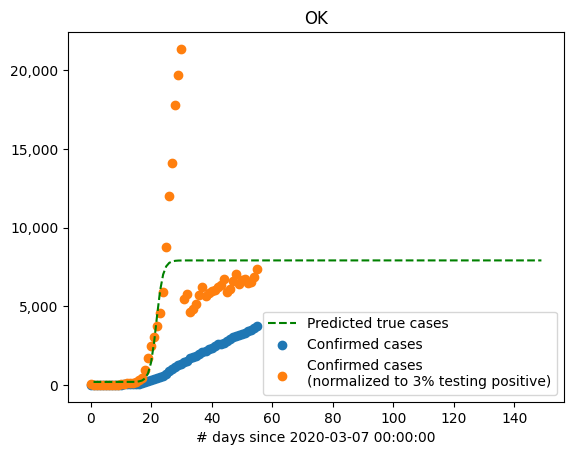 OK
20,000
15,000
10,000
5,000
0
Predicted true cases
Confirmed cases
Confirmed cases
(normalized to 3% testing positive)
0 20 40 60 80 100 120 140
# days since 2020-03-07 00:00:00